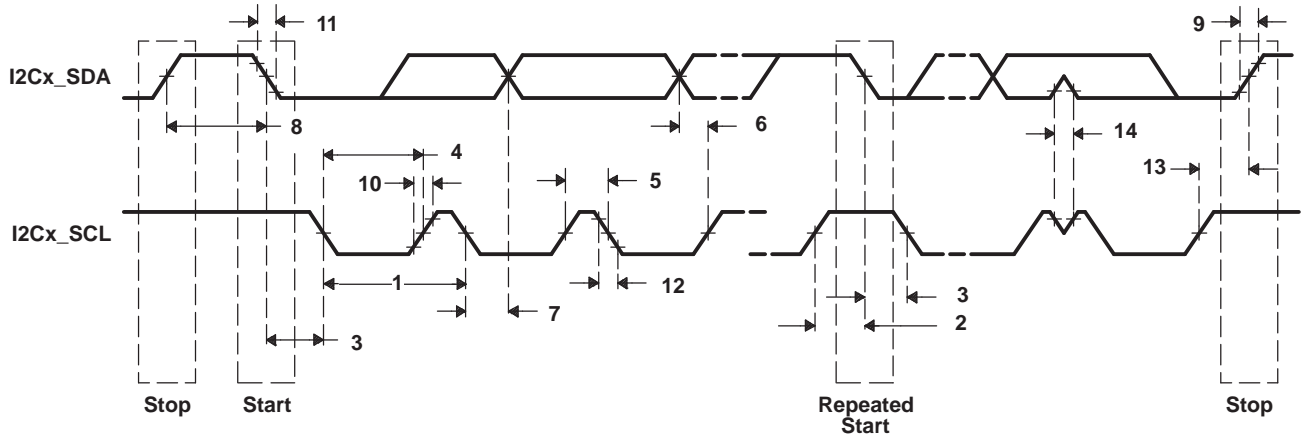 11
9
I2Cx_SDA
8
6
14
4
10
5
13
I2Cx_SCL
1
12
7
3
2
3
Stop
Start
Repeated
Start
Stop